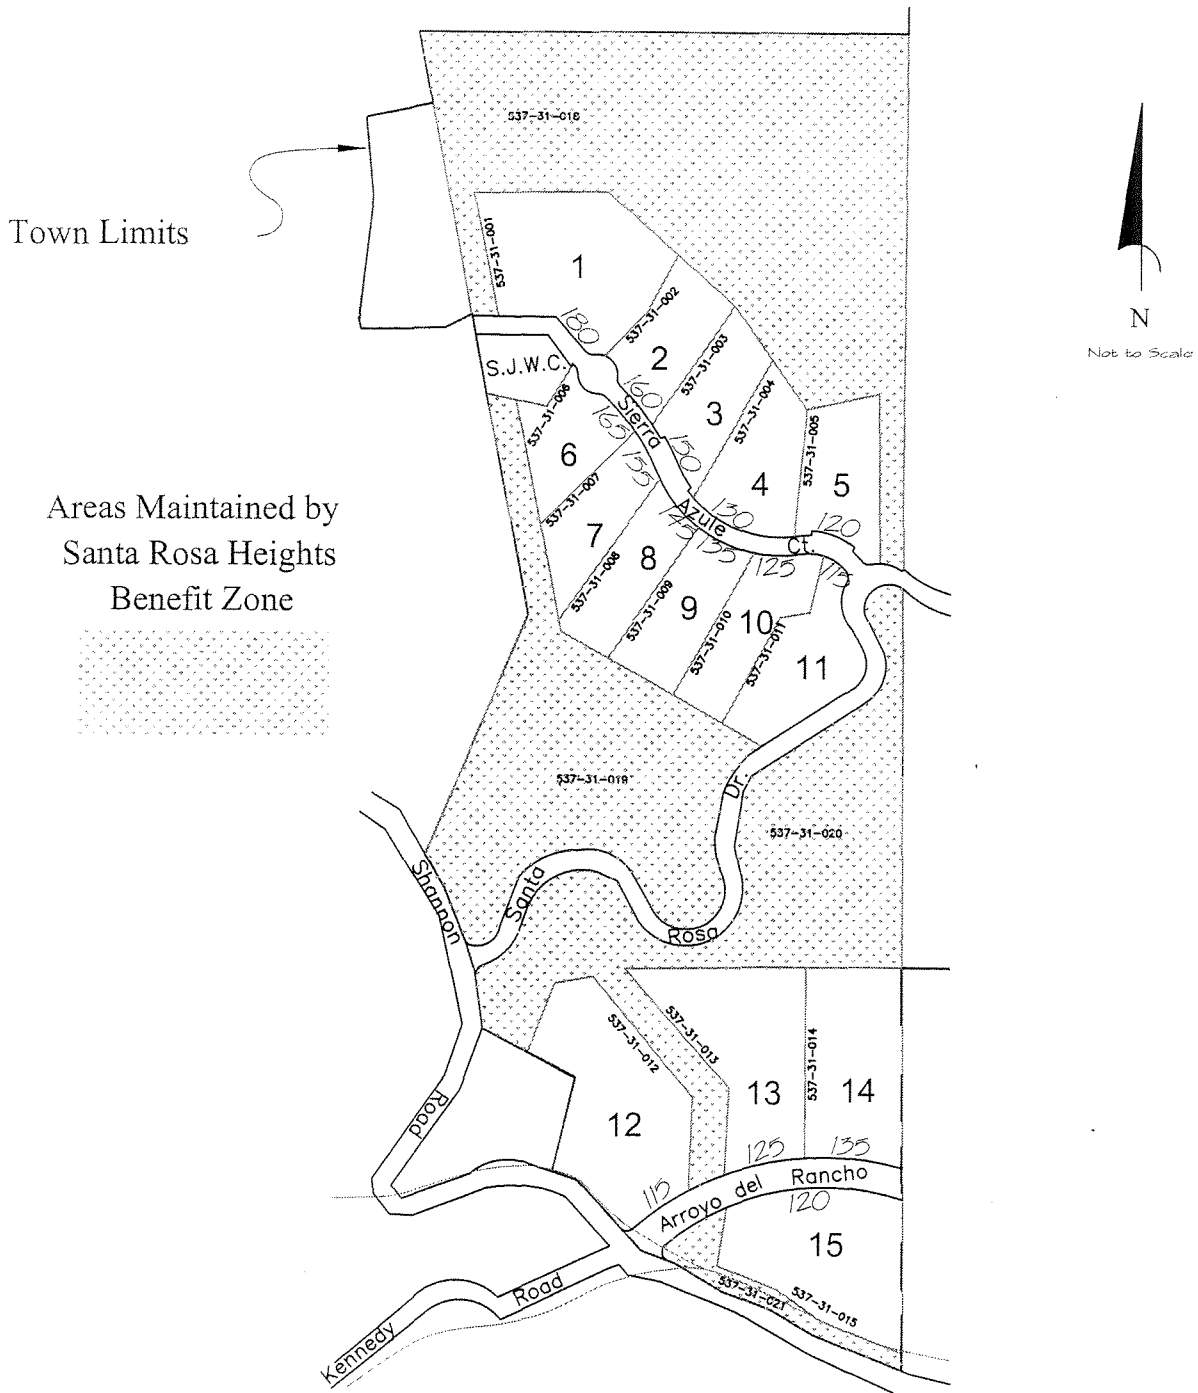 537-31-018
Town Limits
537-31-001
1
180
537-31-002
2
160
537-31-003
3
150
537-31-004
4
130
537-31-005
5
120
N
Not to Scale
S.J.W.C.
537-31-006
6
165
Sierra
Azule
Ct.
537-31-007
7
155
537-31-008
8
145
537-31-009
9
135
537-31-010
10
125
537-31-011
11
115
Areas Maintained by
Santa Rosa Heights
Benefit Zone
537-31-019
537-31-020
Santa
Rosa
Dr.
Shannon
Road
537-31-012
12
115
537-31-013
13
125
537-31-014
14
135
Arroyo del Rancho
120
15
537-31-015
537-31-021
Kennedy
Road